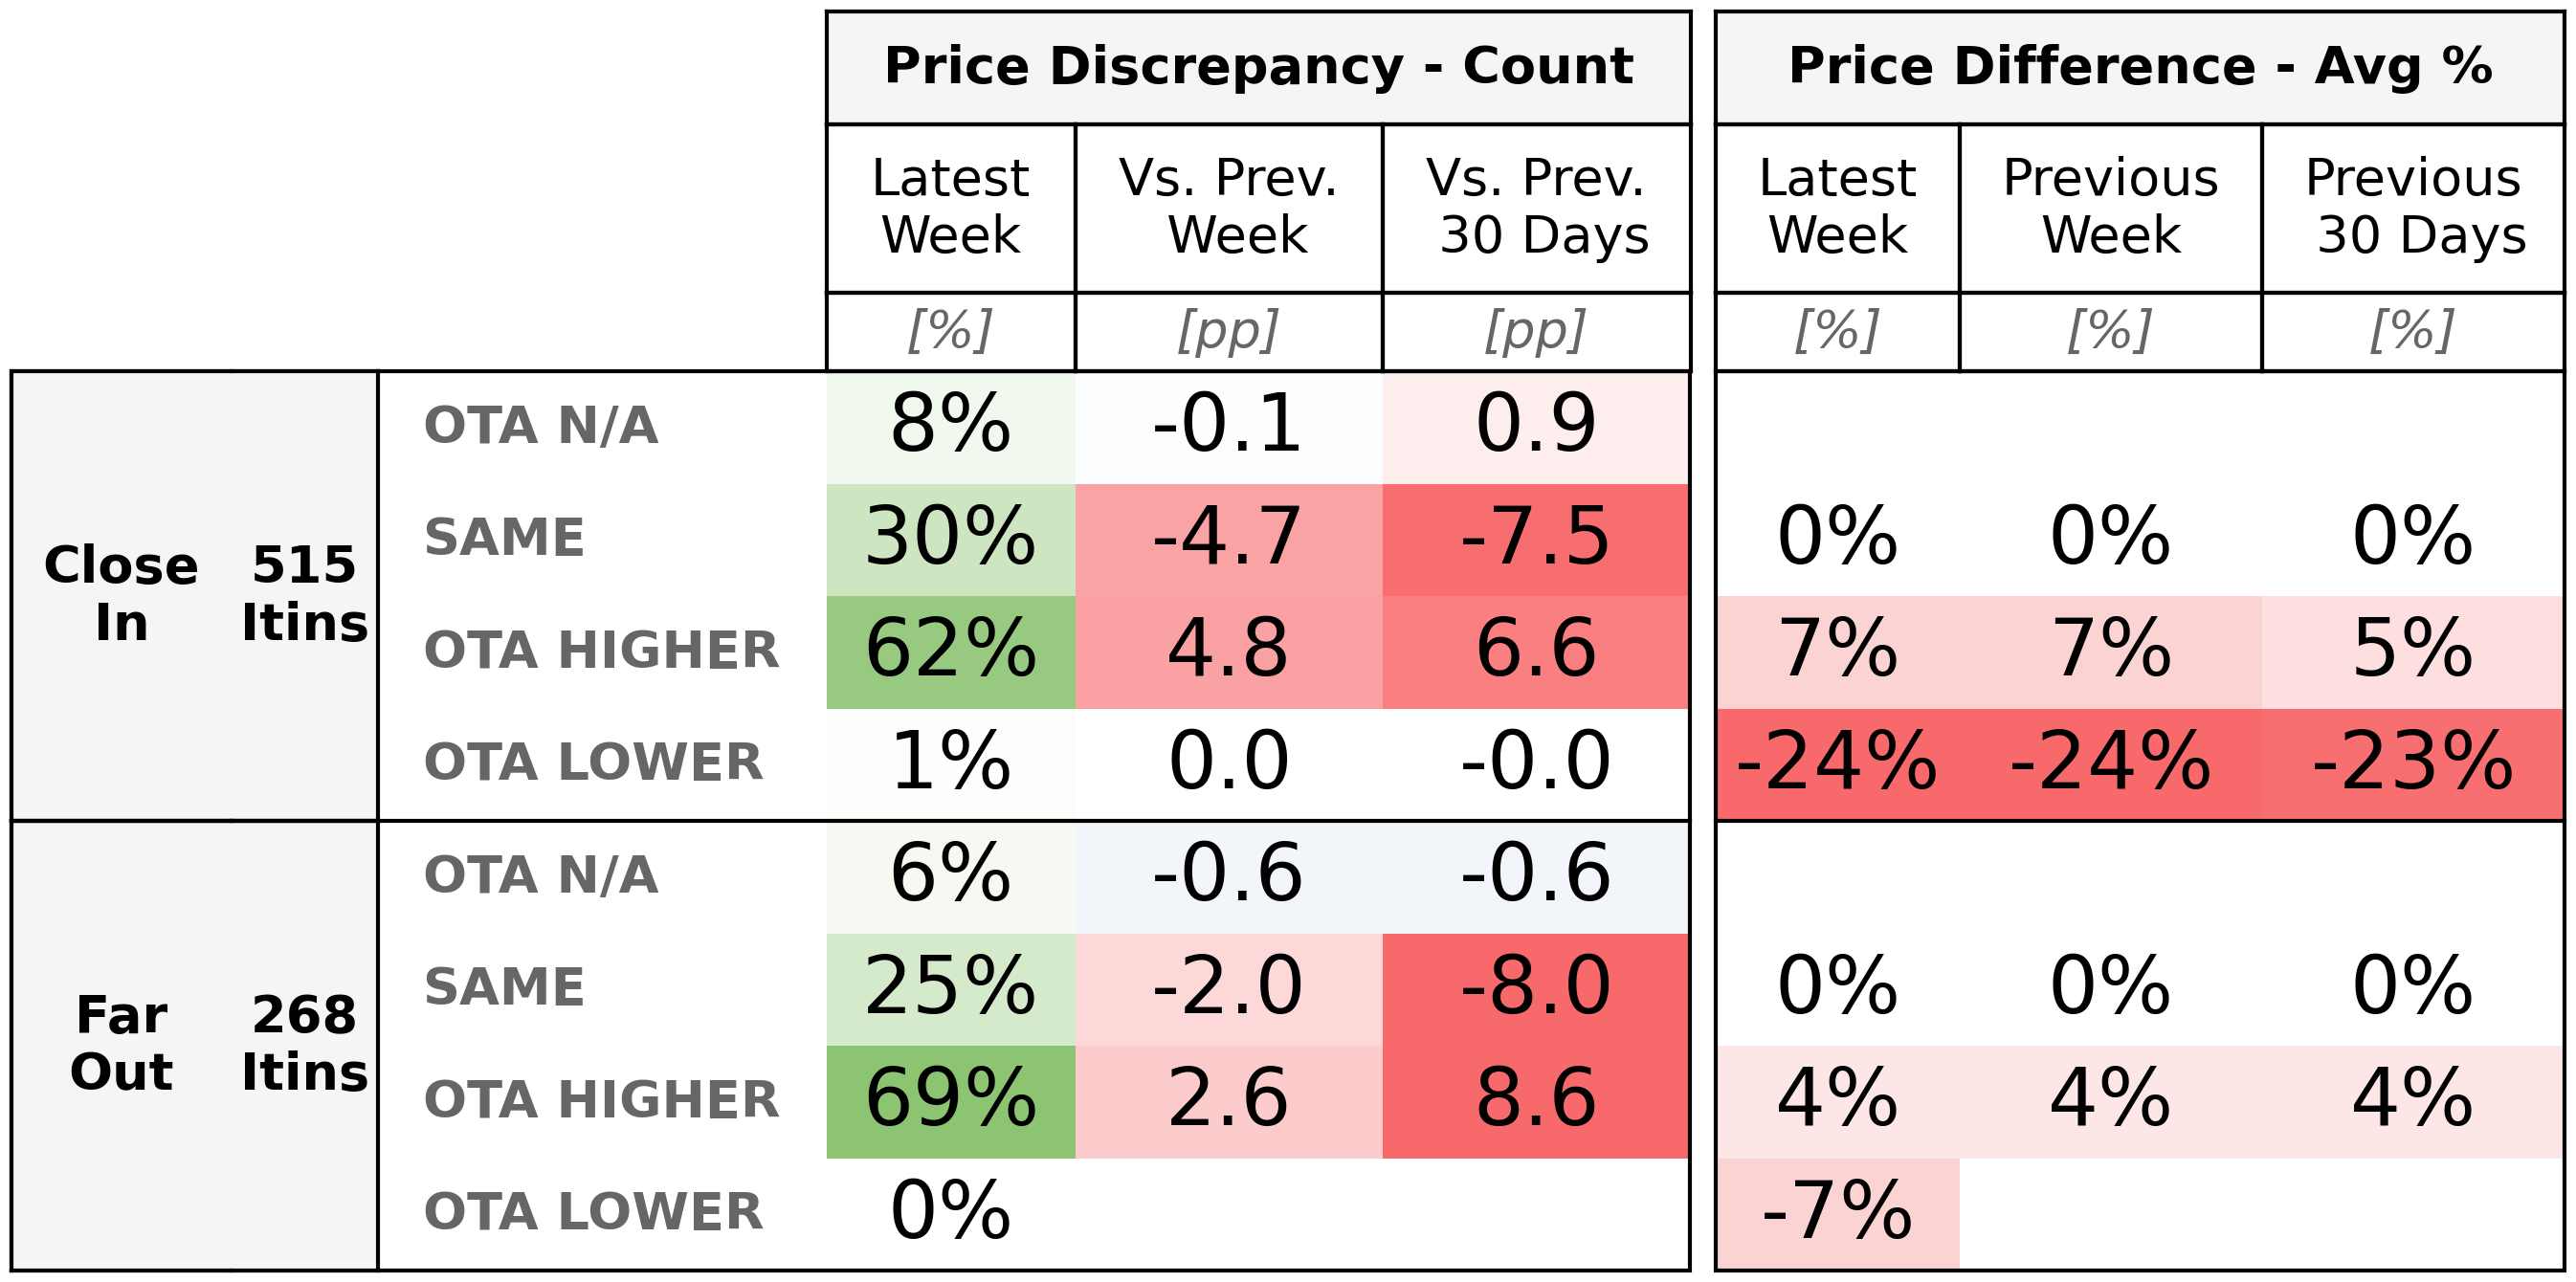 Price Discrepancy - Count Price Difference - Avg %
Latest Week Vs. Prev. Week Vs. Prev. 30 Days Latest Week Previous Week Previous 30 Days
[%] [pp] [pp] [%] [%] [%]
Close In 515 Itins
OTA N/A 8% -0.1 0.9
SAME 30% -4.7 -7.5 0% 0% 0%
OTA HIGHER 62% 4.8 6.6 7% 7% 5%
OTA LOWER 1% 0.0 -0.0 -24% -24% -23%
Far Out 268 Itins
OTA N/A 6% -0.6 -0.6
SAME 25% -2.0 -8.0 0% 0% 0%
OTA HIGHER 69% 2.6 8.6 4% 4% 4%
OTA LOWER 0% -7%